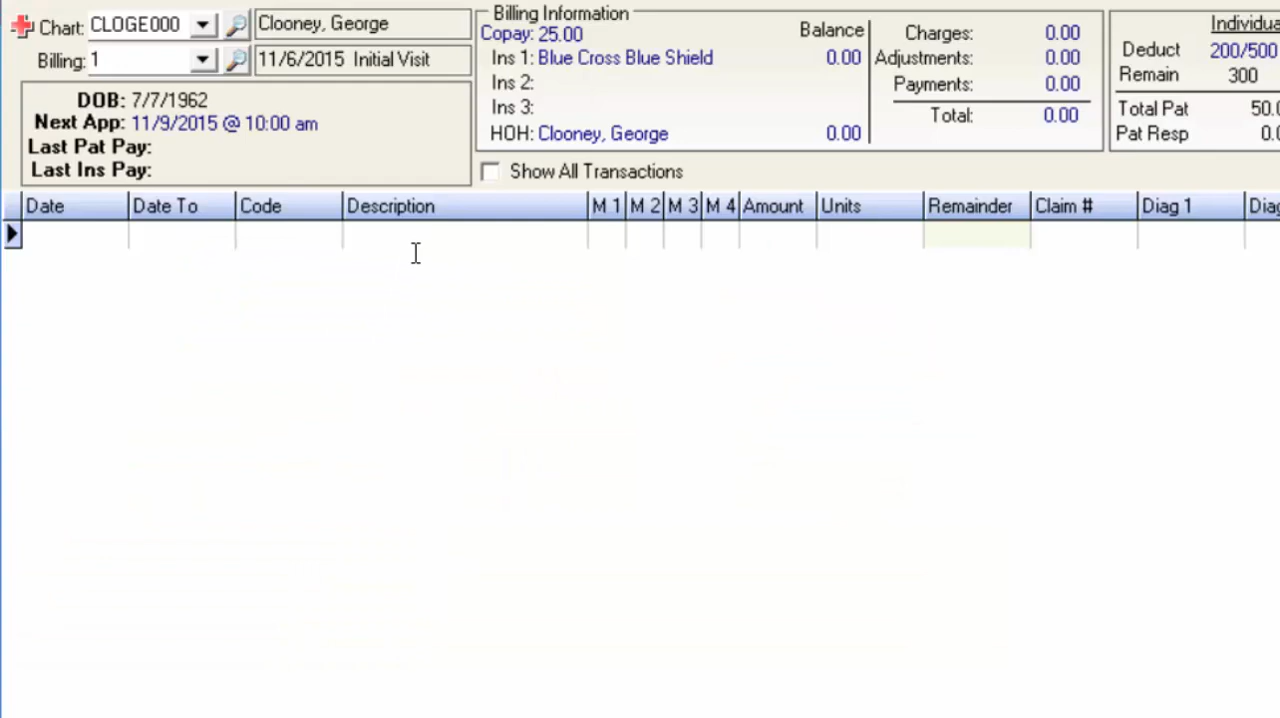 Chart: CLOGE000 Clooney, George
Billing: 1 11/6/2015 Initial Visit
DOB: 7/7/1962
Next App: 11/9/2015 @ 10:00 am
Last Pat Pay:
Last Ins Pay:
Billing Information
Copay: 25.00 Balance
Ins 1: Blue Cross Blue Shield 0.00
Ins 2:
Ins 3:
HOH: Clooney, George 0.00
Charges: 0.00
Adjustments: 0.00
Payments: 0.00
Total: 0.00
Deduct 200/500
Remain 300
Total Pat 50.0
Pat Resp 0.0
Show All Transactions
Date Date To Code Description M 1 M 2 M 3 M 4 Amount Units Remainder Claim # Diag 1